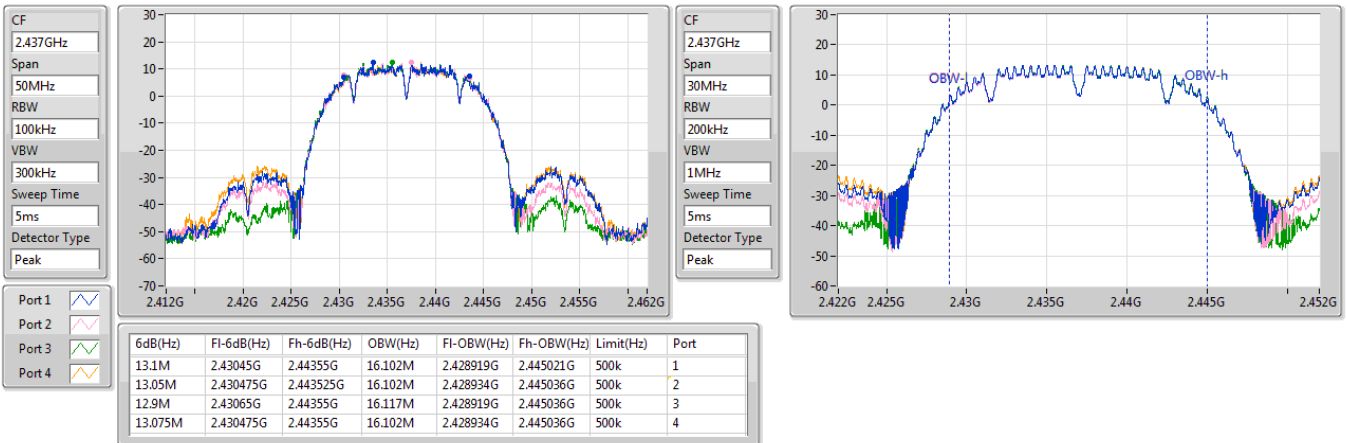 CF
2.437GHz
Span
50MHz
RBW
100kHz
VBW
300kHz
Sweep Time
5ms
Detector Type
Peak
30
20
10
0
-10
-20
-30
-40
-50
-60
-70
2.412G 2.42G 2.425G 2.43G 2.435G 2.44G 2.445G 2.45G 2.455G 2.462G
CF
2.437GHz
Span
30MHz
RBW
200kHz
VBW
1MHz
Sweep Time
5ms
Detector Type
Peak
30
20
10
0
-10
-20
-30
-40
-50
-60
OBW-l
OBW-h
2.422G 2.425G 2.43G 2.435G 2.44G 2.445G 2.452G
Port 1
Port 2
Port 3
Port 4
6dB(Hz) Fl-6dB(Hz) Fh-6dB(Hz) OBW(Hz) Fl-OBW(Hz) Fh-OBW(Hz) Limit(Hz) Port
13.1M 2.43045G 2.44355G 16.102M 2.428919G 2.445021G 500k 1
13.05M 2.430475G 2.443525G 16.102M 2.428934G 2.445036G 500k 2
12.9M 2.43065G 2.44355G 16.117M 2.428919G 2.445036G 500k 3
13.075M 2.430475G 2.44355G 16.102M 2.428934G 2.445036G 500k 4